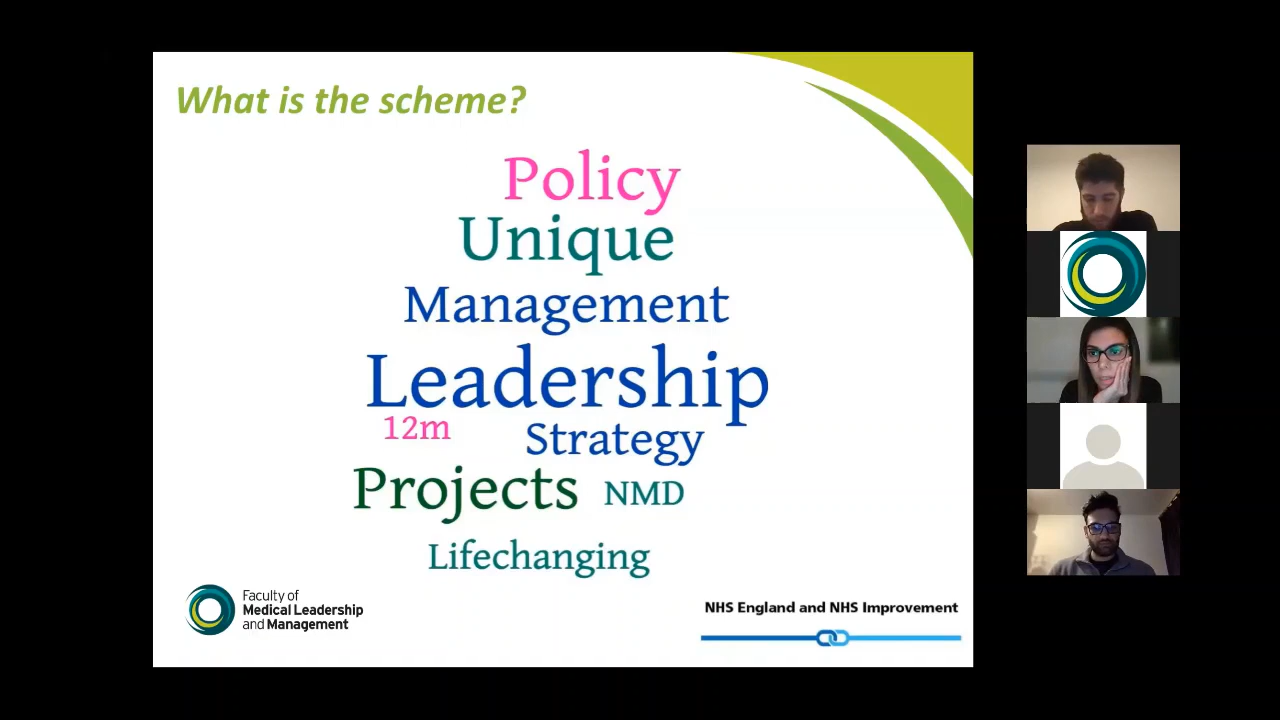 What is the scheme?
Policy
Unique
Management
Leadership
12m
Strategy
Projects NMD
Lifechanging
Faculty of
Medical Leadership
and Management
NHS England and NHS Improvement